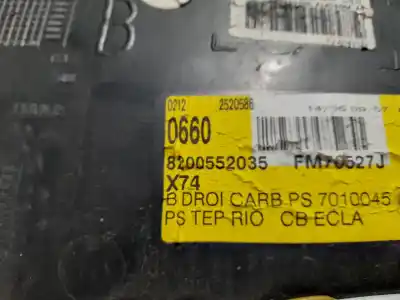 B
0212 2520586
0660
8200552035 FM70527J
X74
B DROI CARB PS 7010045
PS TEP RIO CB ECLA